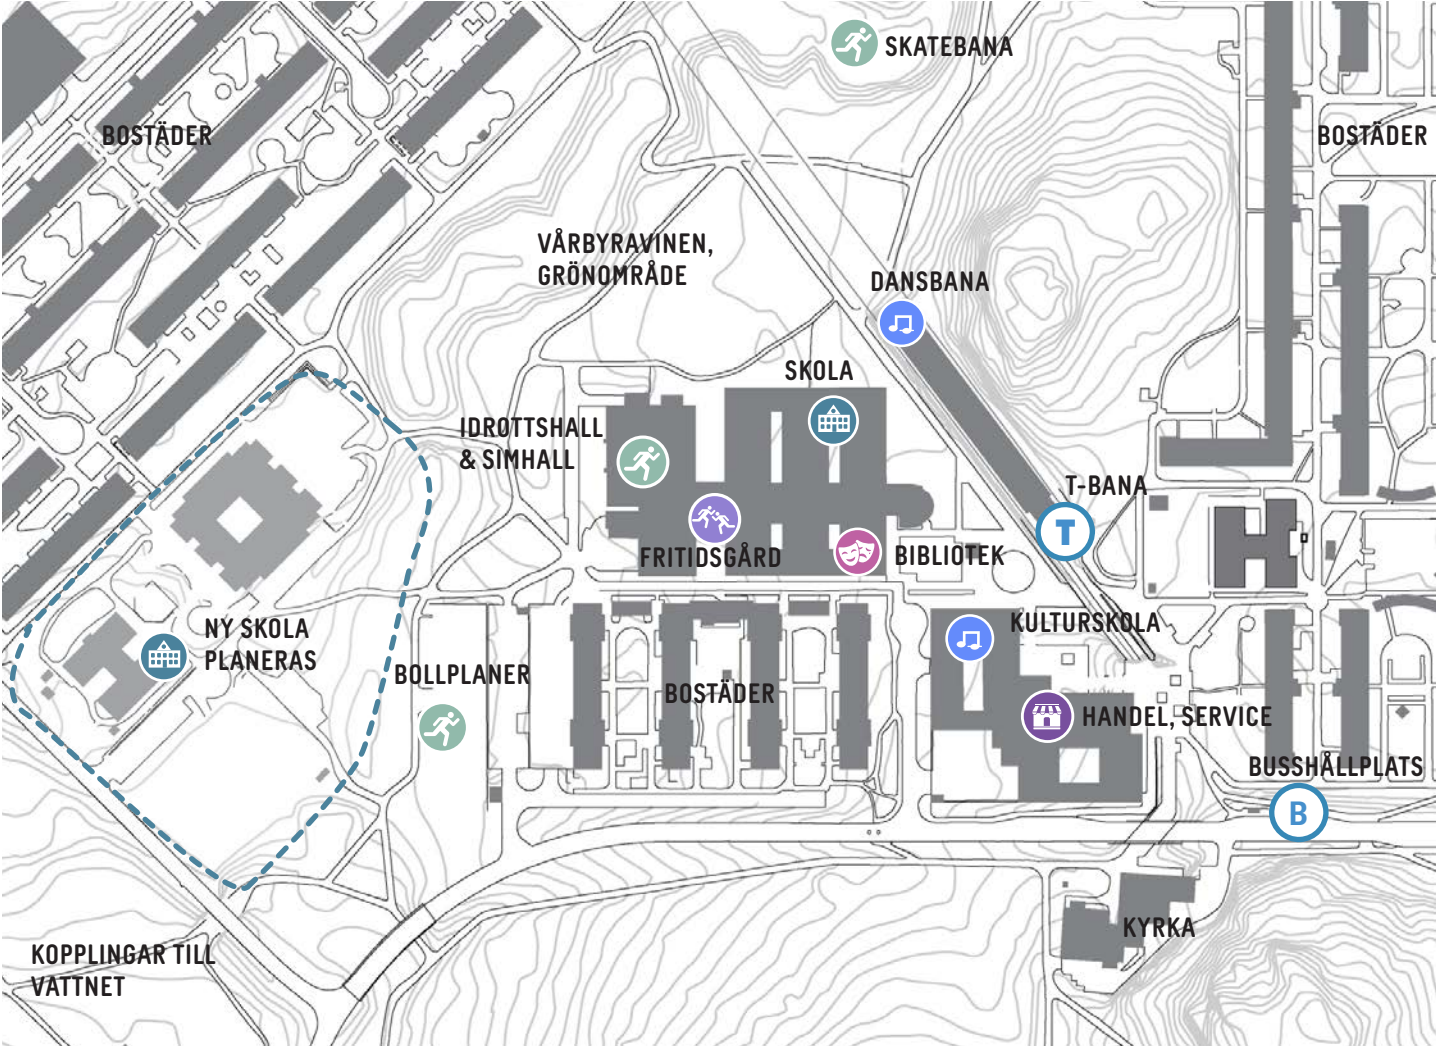 SKATEBANA
BOSTÄDER
BOSTÄDER
VÅRBYRAVINEN,
GRÖNOMRÅDE
DANSBANA
SKOLA
IDROTTSHALL
& SIMHALL
T-BANA
T
FRITIDSGÅRD
BIBLIOTEK
NY SKOLA
PLANERAS
KULTURSKOLA
BOLLPLANER
BOSTÄDER
HANDEL, SERVICE
BUSSHÅLLPLATS
B
KYRKA
KOPPLINGAR TILL
VATTNET